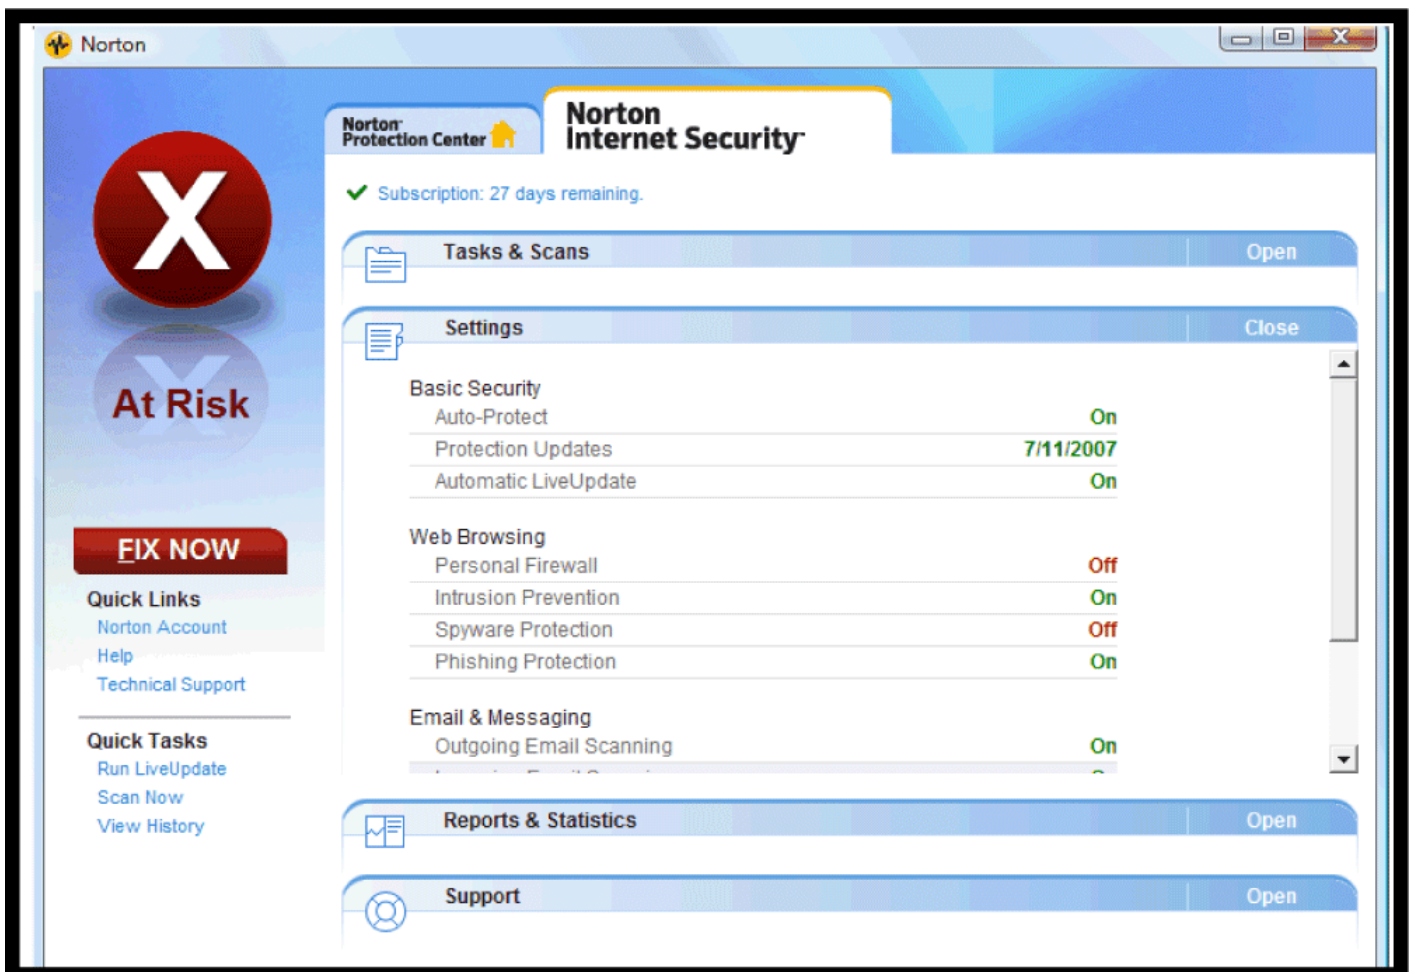 Norton
Norton
Protection Center
Norton
Internet Security
Subscription: 27 days remaining.
Tasks & Scans Open
Settings Close
Basic Security
Auto-Protect On
Protection Updates 7/11/2007
Automatic LiveUpdate On
Web Browsing
Personal Firewall Off
Intrusion Prevention On
Spyware Protection Off
Phishing Protection On
Email & Messaging
Outgoing Email Scanning On
Reports & Statistics Open
Support Open
X
At Risk
FIX NOW
Quick Links
Norton Account
Help
Technical Support
Quick Tasks
Run LiveUpdate
Scan Now
View History